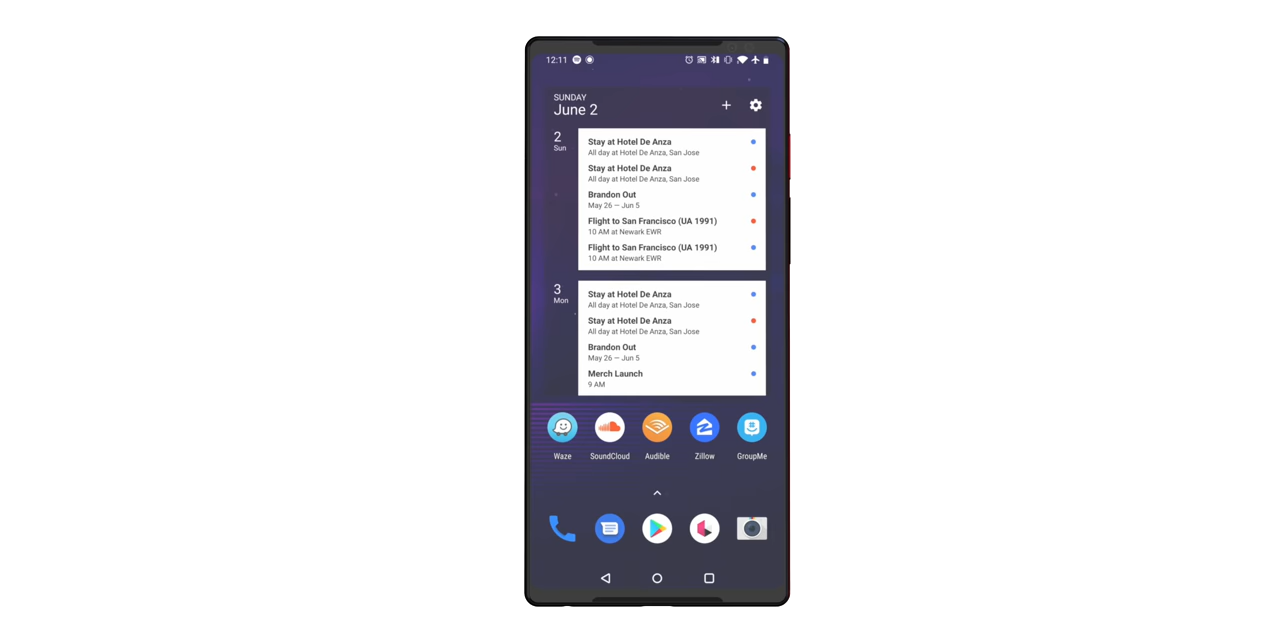 12:11
SUNDAY
June 2
2
Sun
Stay at Hotel De Anza
All day at Hotel De Anza, San Jose
Stay at Hotel De Anza
All day at Hotel De Anza, San Jose
Brandon Out
May 26 — Jun 5
Flight to San Francisco (UA 1991)
10 AM at Newark EWR
Flight to San Francisco (UA 1991)
10 AM at Newark EWR
3
Mon
Stay at Hotel De Anza
All day at Hotel De Anza, San Jose
Stay at Hotel De Anza
All day at Hotel De Anza, San Jose
Brandon Out
May 26 — Jun 5
Merch Launch
9 AM
Waze SoundCloud Audible Zillow GroupMe